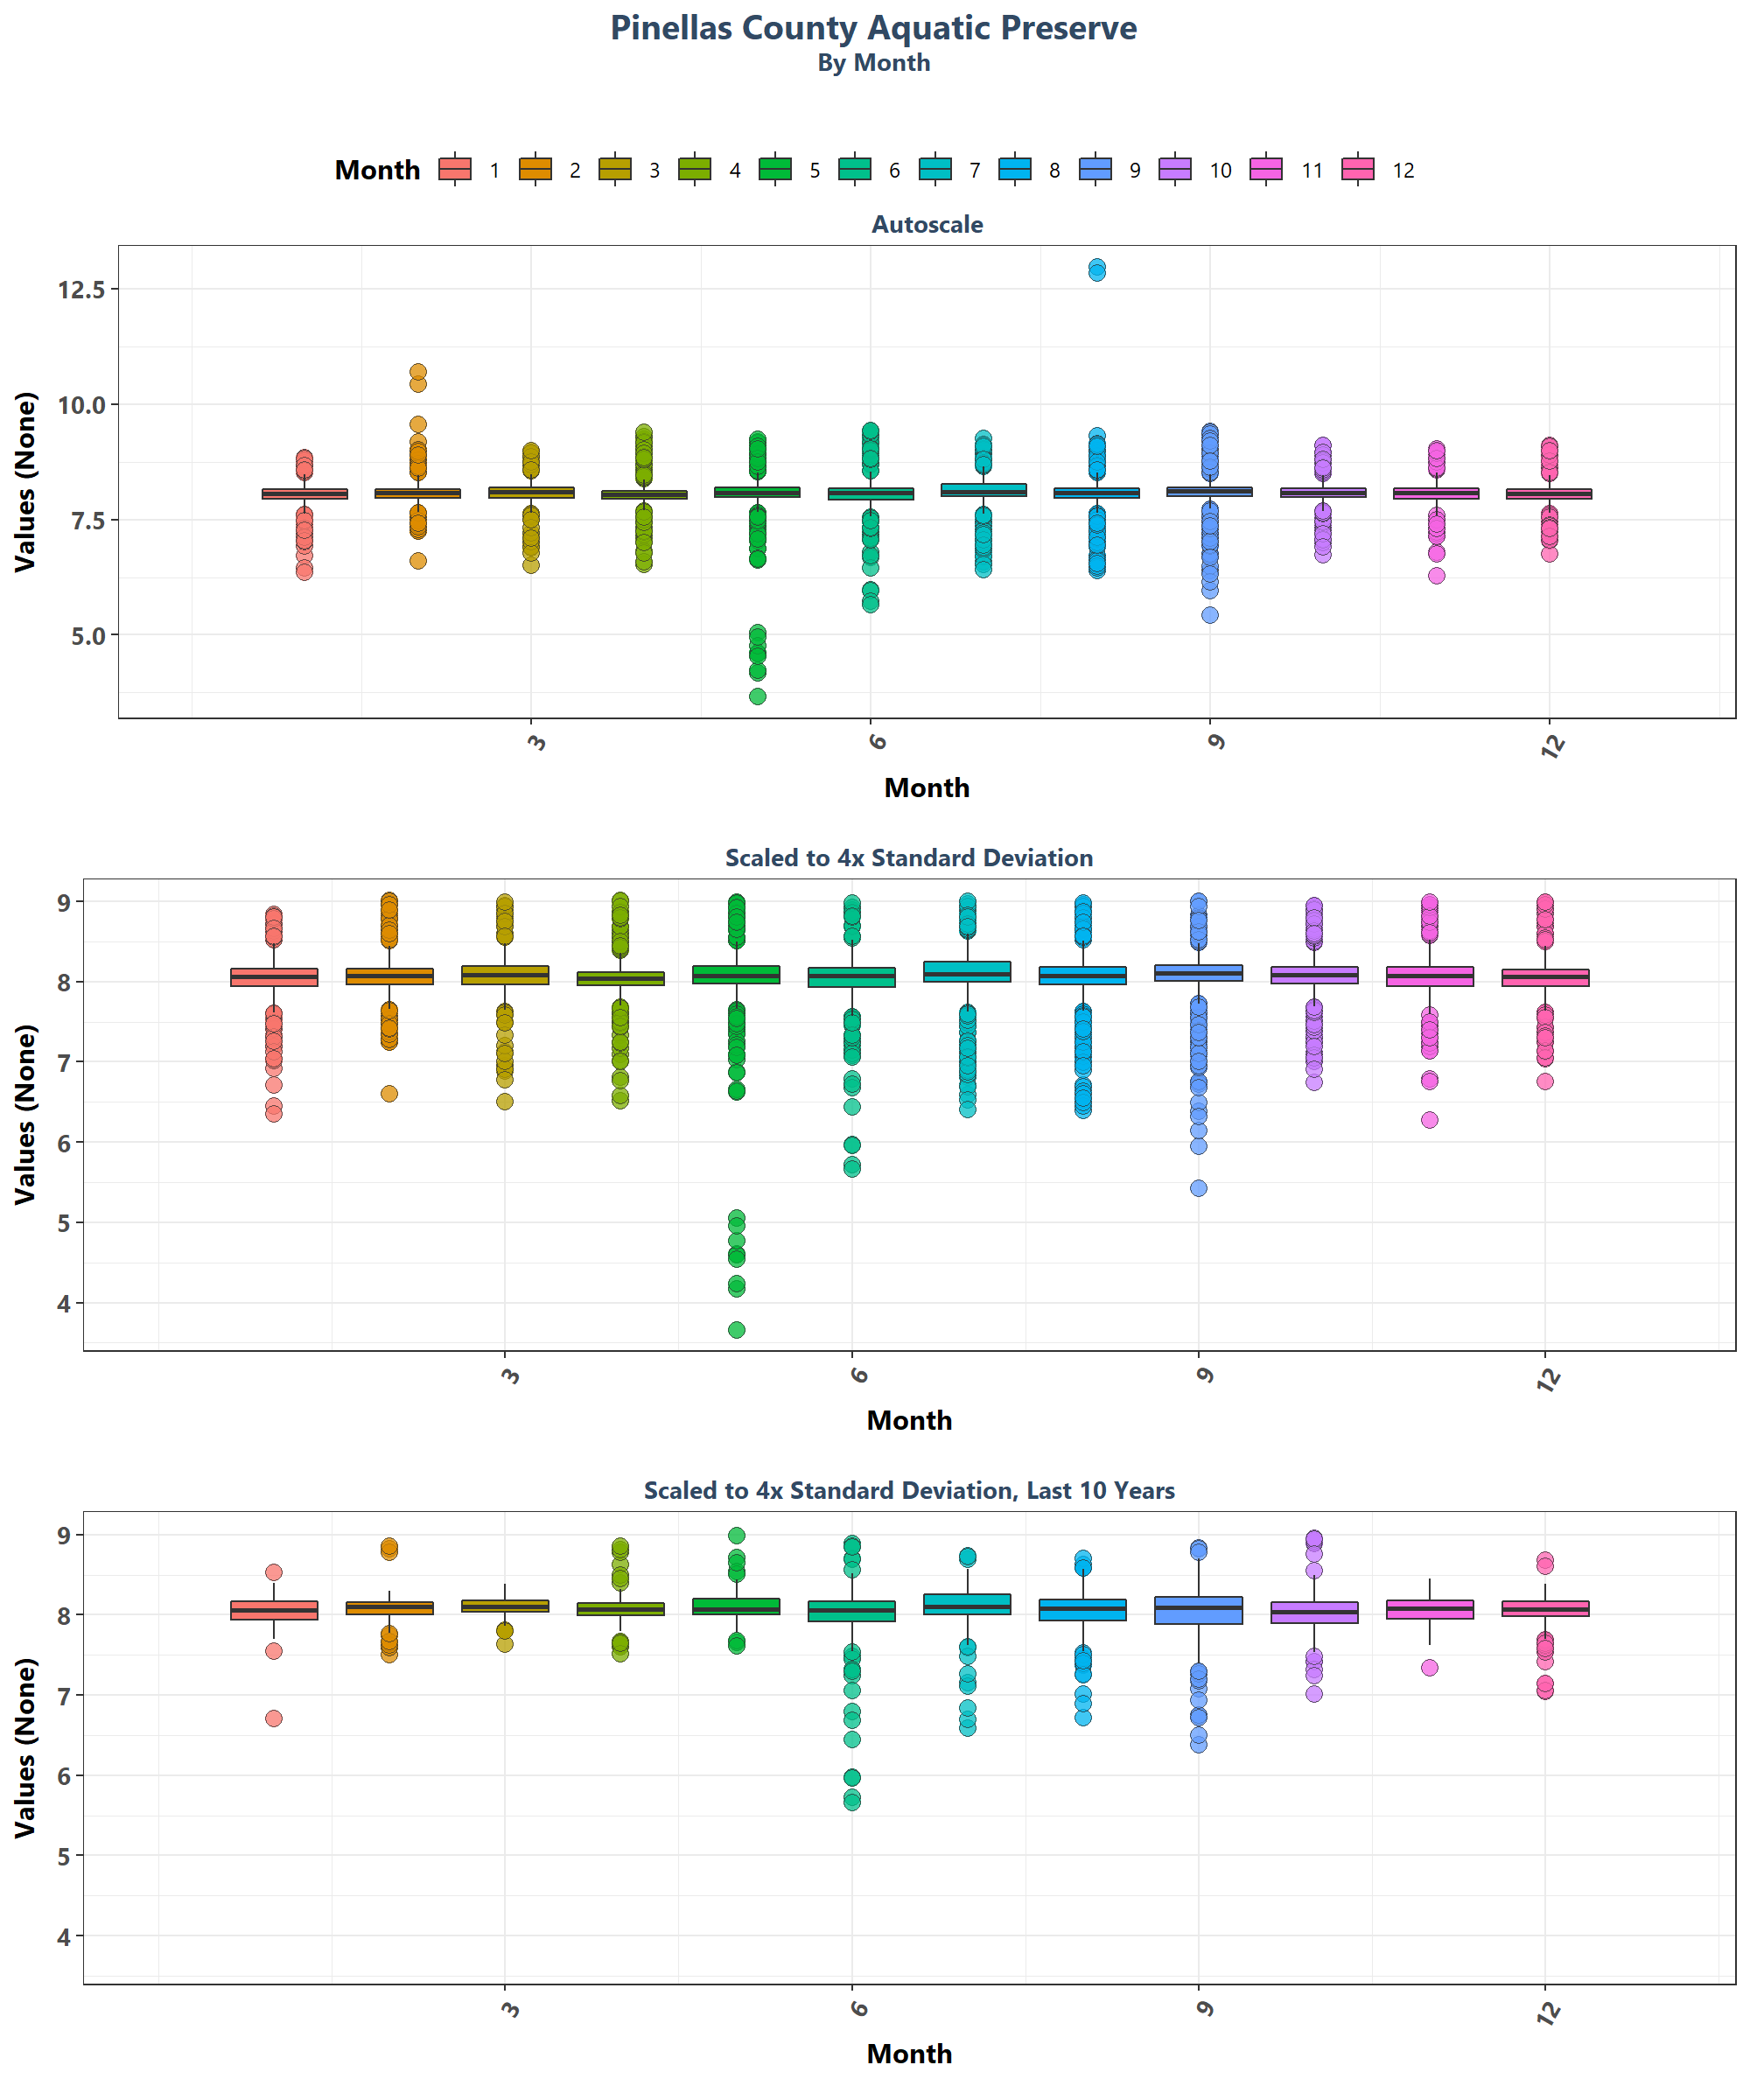 Pinellas County Aquatic Preserve
By Month
Month 1 2 3 4 5 6 7 8 9 10 11 12
Autoscale
Values (None)
12.5
10.0
7.5
5.0
3 6 9 12
Month
Scaled to 4x Standard Deviation
Values (None)
9
8
7
6
5
4
3 6 9 12
Month
Scaled to 4x Standard Deviation, Last 10 Years
Values (None)
9
8
7
6
5
4
3 6 9 12
Month